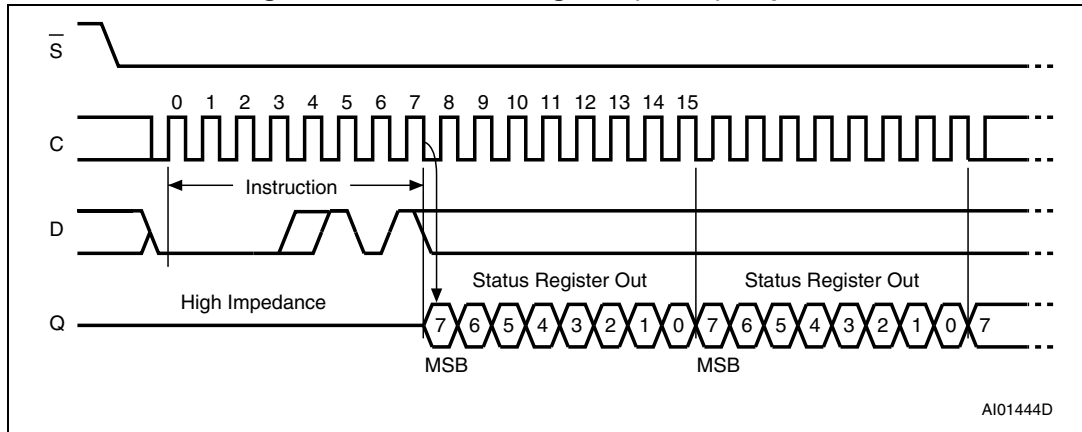 S
0 1 2 3 4 5 6 7 8 9 10 11 12 13 14 15
C
Instruction
D
Status Register Out Status Register Out
High Impedance
Q 7 6 5 4 3 2 1 0 7 6 5 4 3 2 1 0 7
MSB MSB
AI01444D